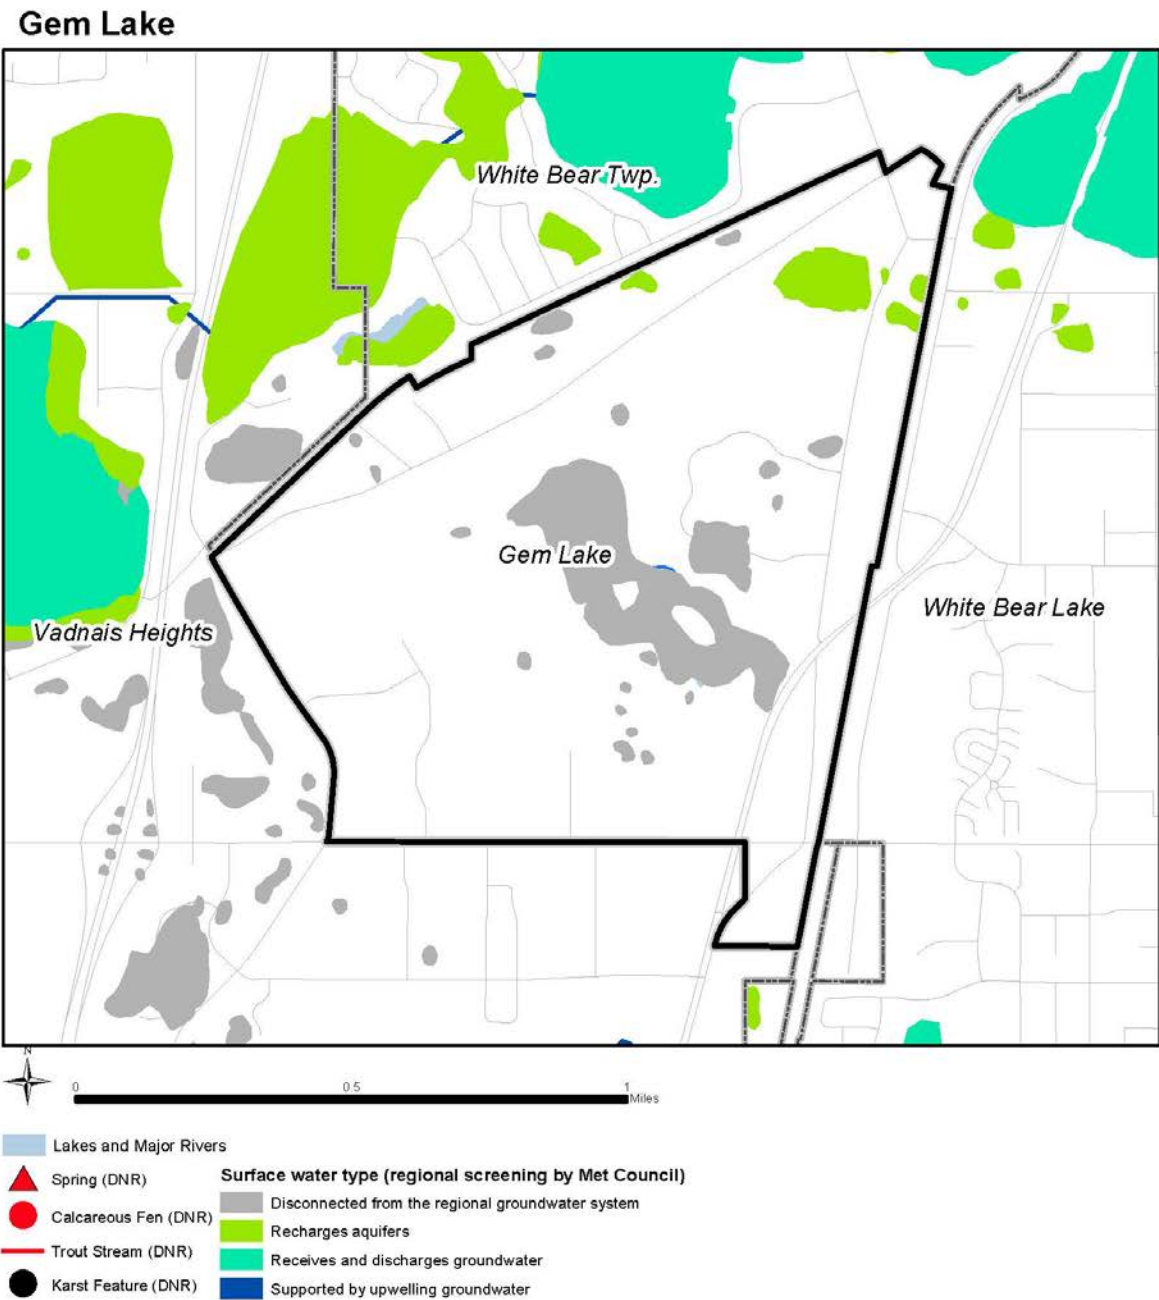 Gem Lake
White Bear Twp.
Gem Lake
White Bear Lake
Vadnais Heights
N
0 0.5 1
Miles
Lakes and Major Rivers
Spring (DNR)
Calcareous Fen (DNR)
Trout Stream (DNR)
Karst Feature (DNR)
Surface water type (regional screening by Met Council)
Disconnected from the regional groundwater system
Recharges aquifers
Receives and discharges groundwater
Supported by upwelling groundwater